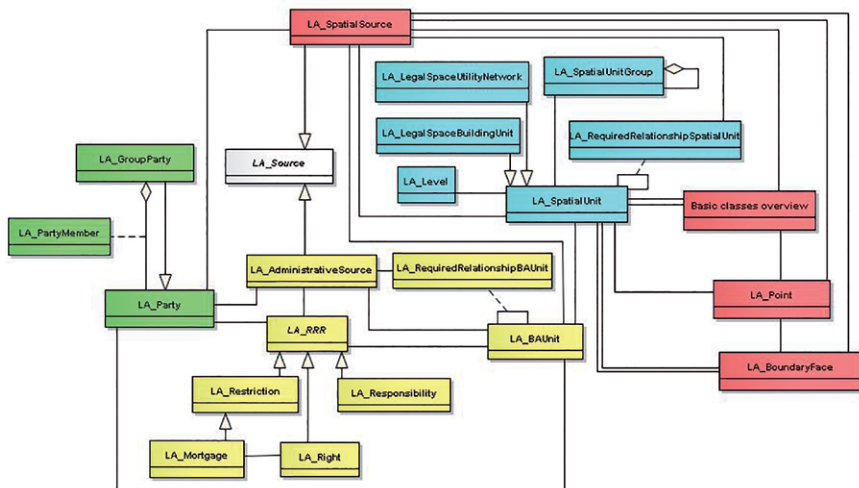 LA_SpatialSource
LA_LegalSpaceUtilityNetwork
LA_SpatialUnitGroup
LA_LegalSpaceBuildingUnit
LA_RequiredRelationshipSpatialUnit
LA_GroupParty
LA_Source
LA_Level
LA_SpatialUnit
Basic classes overview
LA_PartyMember
LA_AdministrativeSource
LA_RequiredRelationshipBAUnit
LA_Party
LA_Point
LA_RRR
LA_BAUnit
LA_BoundaryFace
LA_Restriction
LA_Responsibility
LA_Mortgage
LA_Right